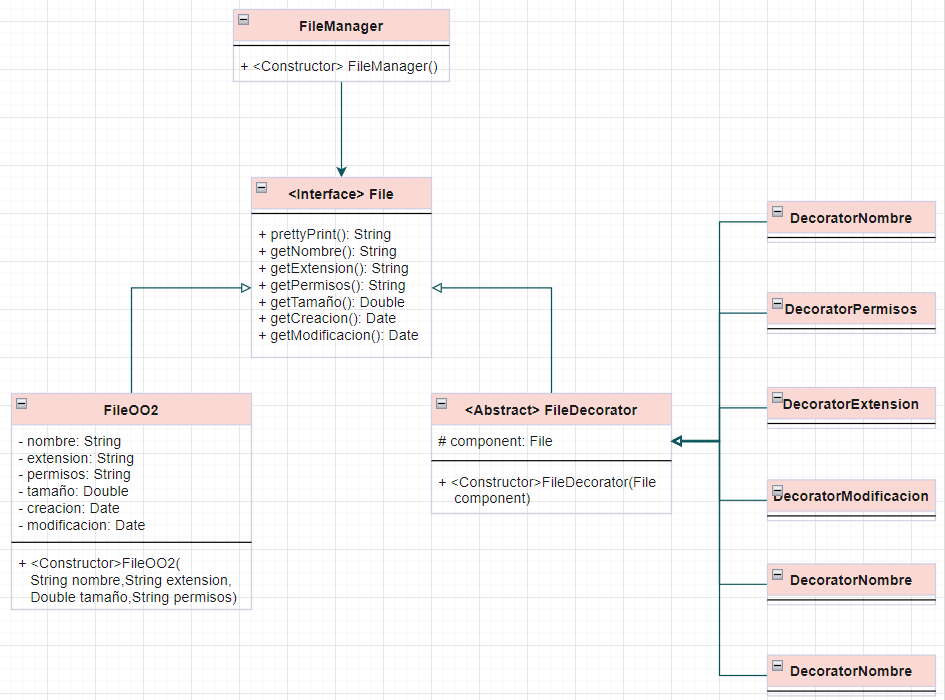 FileManager
+ <Constructor> FileManager()
<Interface> File
+ prettyPrint(): String
+ getNombre(): String
+ getExtension(): String
+ getPermisos(): String
+ getTamaño(): Double
+ getCreacion(): Date
+ getModificacion(): Date
FileOO2
- nombre: String
- extension: String
- permisos: String
- tamaño: Double
- creacion: Date
- modificacion: Date
+ <Constructor>FileOO2(
String nombre,String extension,
Double tamaño,String permisos)
<Abstract> FileDecorator
# component: File
+ <Constructor>FileDecorator(File
component)
DecoratorNombre
DecoratorPermisos
DecoratorExtension
DecoratorModificacion
DecoratorNombre
DecoratorNombre